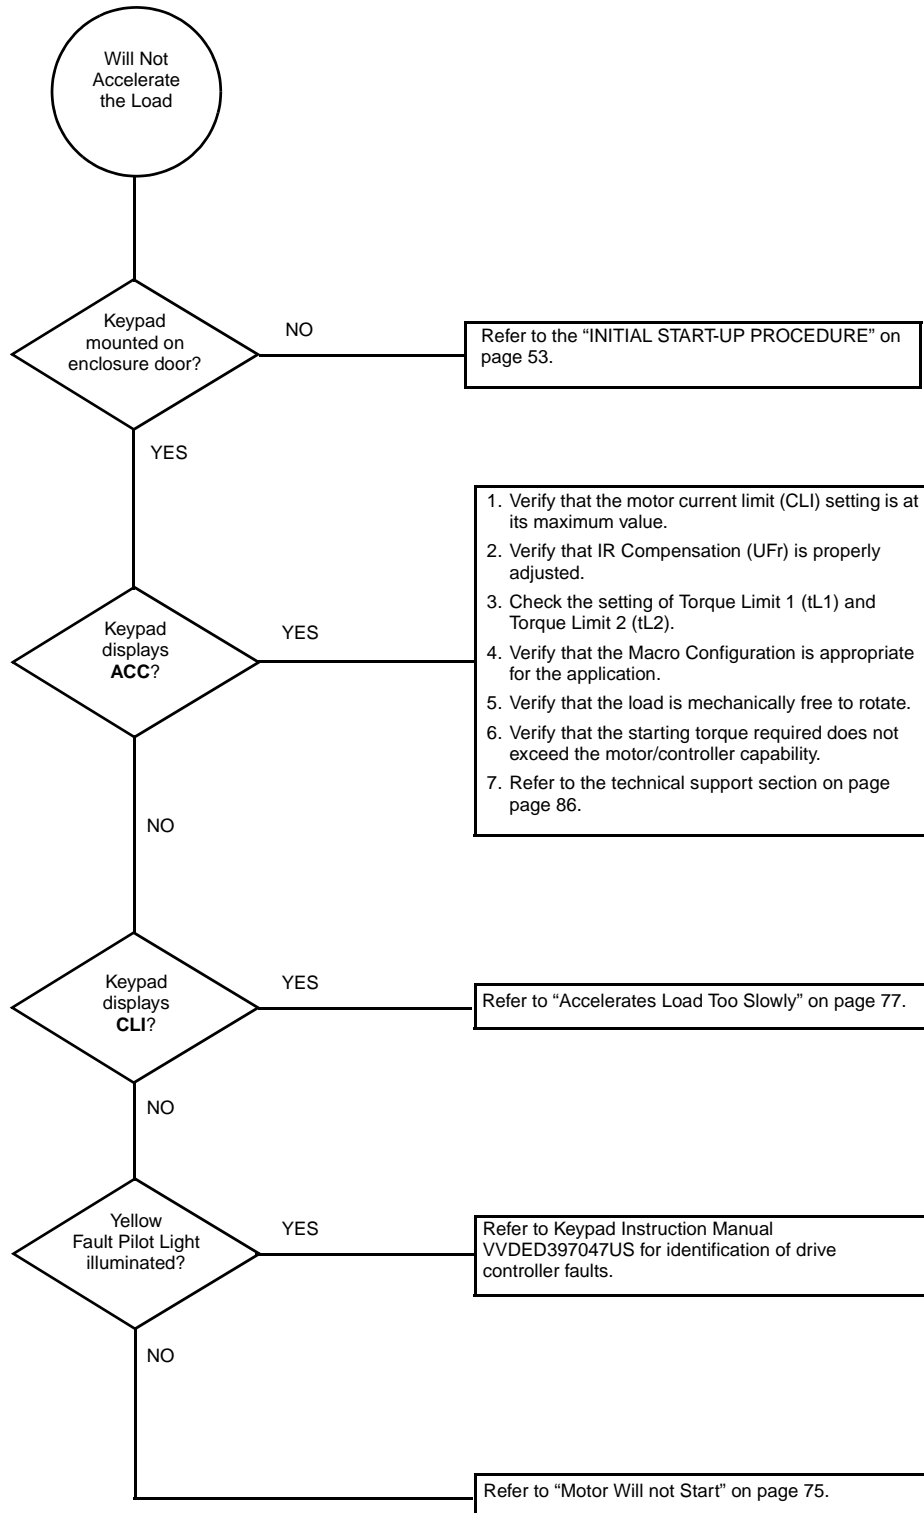 Will Not
Accelerate
the Load
Keypad
mounted on
enclosure door?
NO
Refer to the “INITIAL START-UP PROCEDURE” on
page 53.
YES
Keypad
displays
ACC?
YES
1. Verify that the motor current limit (CLI) setting is at
its maximum value.
2. Verify that IR Compensation (UFr) is properly
adjusted.
3. Check the setting of Torque Limit 1 (tL1) and
Torque Limit 2 (tL2).
4. Verify that the Macro Configuration is appropriate
for the application.
5. Verify that the load is mechanically free to rotate.
6. Verify that the starting torque required does not
exceed the motor/controller capability.
7. Refer to the technical support section on page
page 86.
NO
Keypad
displays
CLI?
YES
Refer to “Accelerates Load Too Slowly” on page 77.
NO
Yellow
Fault Pilot Light
illuminated?
YES
Refer to Keypad Instruction Manual
VVDED397047US for identification of drive
controller faults.
NO
Refer to “Motor Will not Start” on page 75.